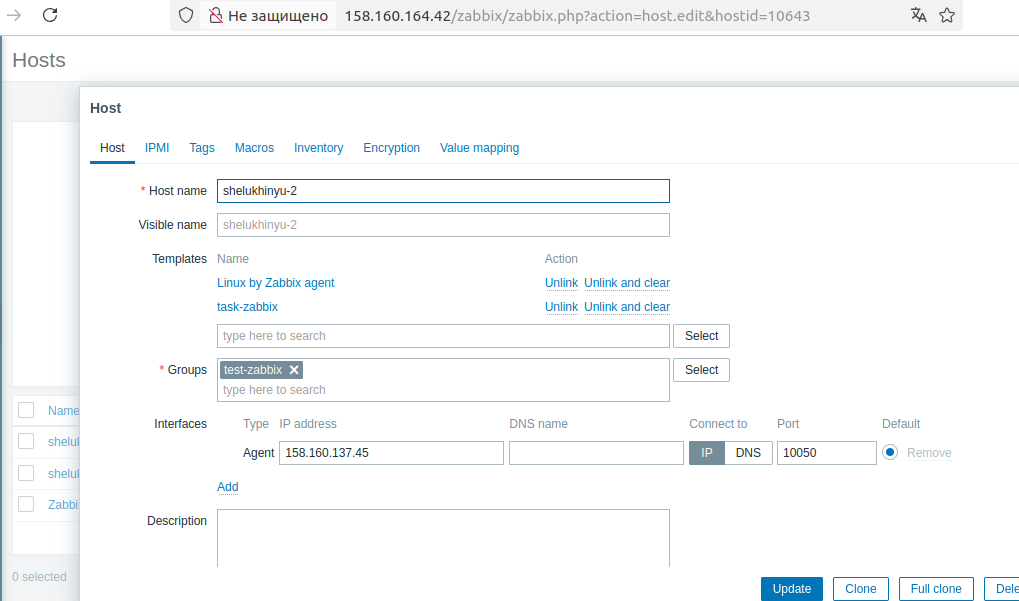 Не защищено 158.160.164.42/zabbix/zabbix.php?action=host.edit&hostid=10643
Hosts
Host
Host IPMI Tags Macros Inventory Encryption Value mapping
* Host name shelukhinyu-2
Visible name shelukhinyu-2
Templates Name Action
Linux by Zabbix agent Unlink Unlink and clear
task-zabbix Unlink Unlink and clear
type here to search Select
* Groups test-zabbix Select
type here to search
Interfaces Type IP address DNS name Connect to Port Default
Agent 158.160.137.45 IP DNS 10050 Remove
Add
Description
Name
shelul
shelul
Zabbi
0 selected
Update Clone Full clone Dele